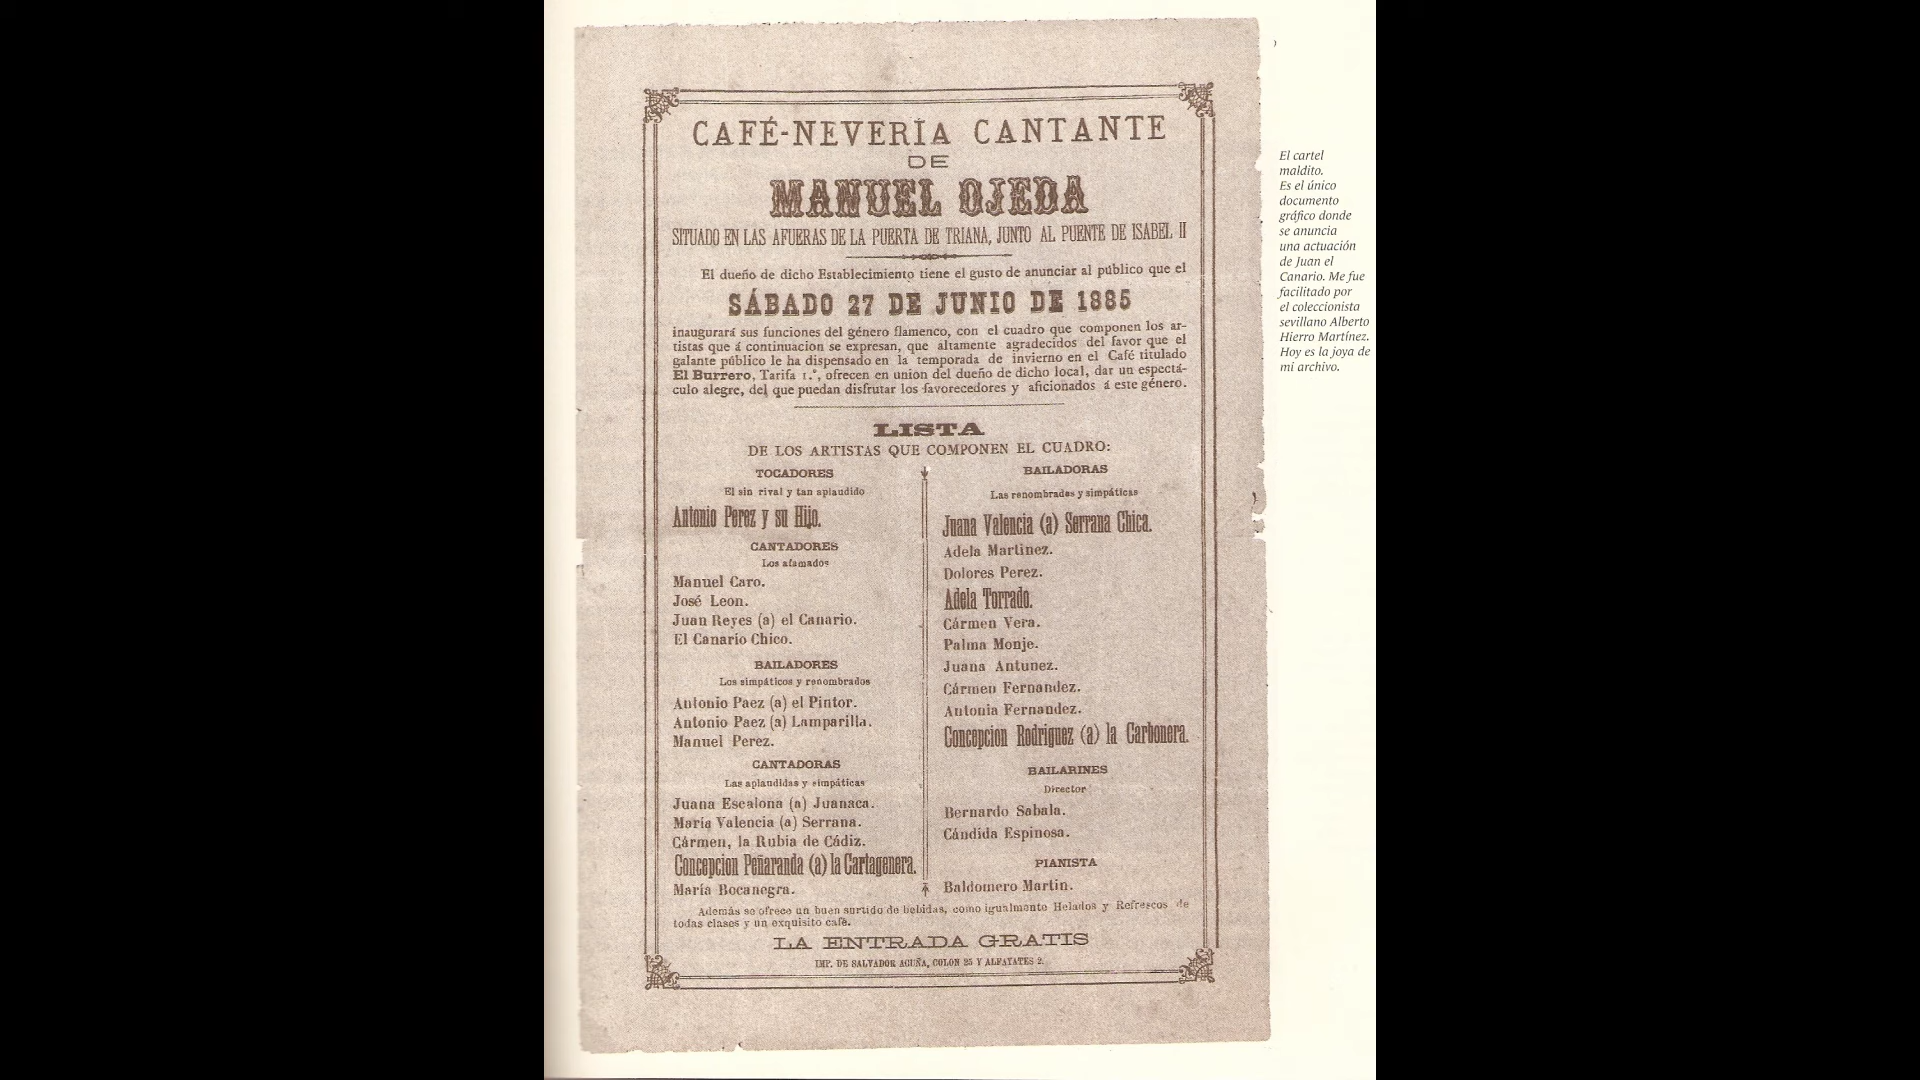 CAFÉ-NEVERÍA CANTANTE
DE
MANUEL OJEDA
SITUADO EN LAS AFUERAS DE LA PUERTA DE TRIANA, JUNTO AL PUENTE DE ISABEL II
El dueño de dicho Establecimiento tiene el gusto de anunciar al público que el
SÁBADO 27 DE JUNIO DE 1885
inaugurará sus funciones del género flamenco, con el cuadro que componen los ar-
tistas que á continuacion se expresan, que altamente agradecidos del favor que el
galante público le ha dispensado en la temporada de invierno en el Café titulado
El Burrero, Tarifa 1.º, ofrecen en union del dueño de dicho local, dar un espectá-
culo alegre, del que puedan disfrutar los favorecedores y aficionados á este género.
LISTA
DE LOS ARTISTAS QUE COMPONEN EL CUADRO:
TOCADORES
El sin rival y tan aplaudido
Antonio Perez y su Hijo.
CANTADORES
Los afamados
Manuel Caro.
José Leon.
Juan Reyes (a) el Canario.
El Canario Chico.
BAILADORES
Los simpáticos y renombrados
Antonio Paez (a) el Pintor.
Antonio Paez (a) Lamparilla.
Manuel Perez.
CANTADORAS
Las aplaudidas y simpáticas
Juana Escalona (a) Juanaca.
María Valencia (a) Serrana.
Cármen, la Rubia de Cádiz.
Concepcion Peñaranda (a) la Cartagenera.
María Bocanegra.
BAILADORAS
Las renombradas y simpáticas
Juana Valencia (a) Serrana Chica.
Adela Martinez.
Dolores Perez.
Adela Torrado.
Cármen Vera.
Palma Monje.
Juana Antunez.
Cármen Fernandez.
Antonia Fernandez.
Concepcion Rodriguez (a) la Carbonera.
BAILARINES
Director
Bernardo Sabala.
Cándida Espinosa.
PIANISTA
Baldomero Martin.
Además se ofrece un buen surtido de bebidas, como igualmente Helados y Refrescos de
todas clases y un exquisito café.
LA ENTRADA GRATIS
IMP. DE SALVADOR ACUÑA, COLON 25 Y ALFAYATES 2.
El cartel
maldito.
Es el único
documento
gráfico donde
se anuncia
una actuación
de Juan el
Canario. Me fue
facilitado por
el coleccionista
sevillano Alberto
Hierro Martínez.
Hoy es la joya de
mi archivo.